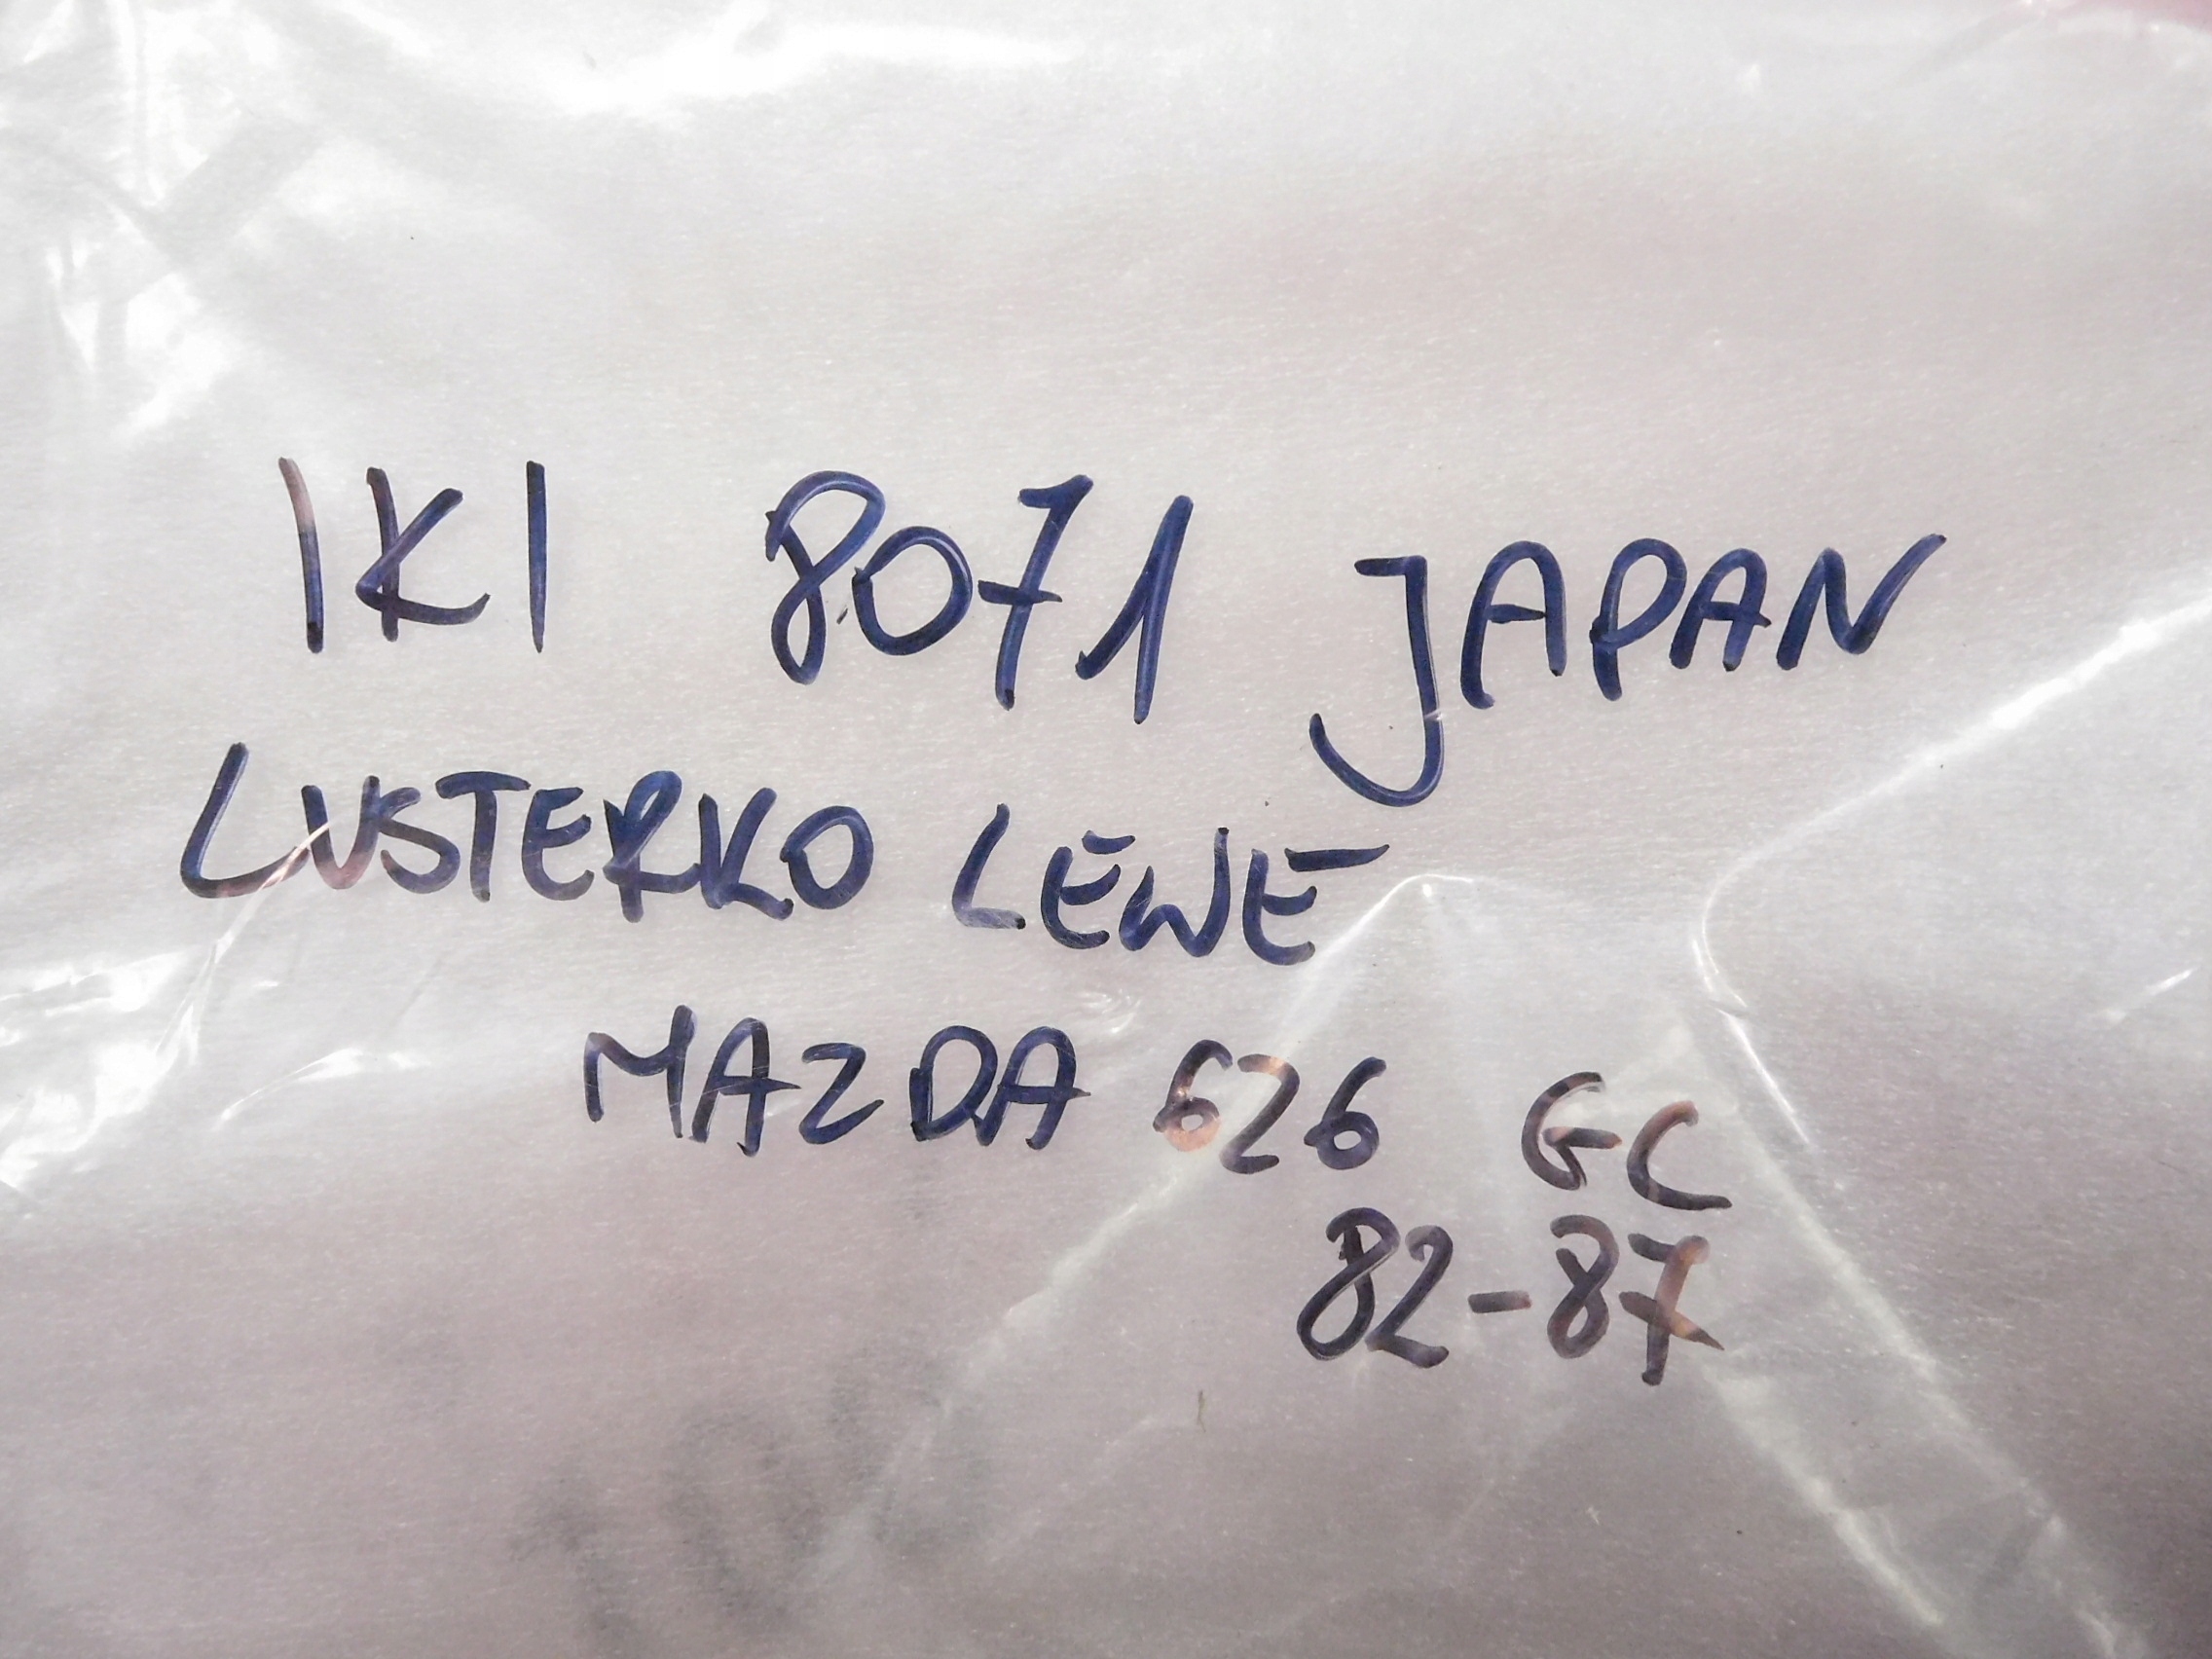 IKI 8071 JAPAN
LUSTERKO LEWE
MAZDA 626 GC
82-87